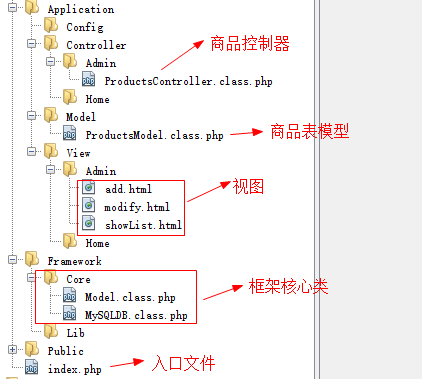 Application
Config
Controller
商品控制器
Admin
ProductsController.class.php
Home
Model
ProductsModel.class.php
商品表模型
View
Admin
add.html
视图
modify.html
showList.html
Home
Framework
Core
框架核心类
Model.class.php
MySQLDB.class.php
Lib
Public
index.php
入口文件